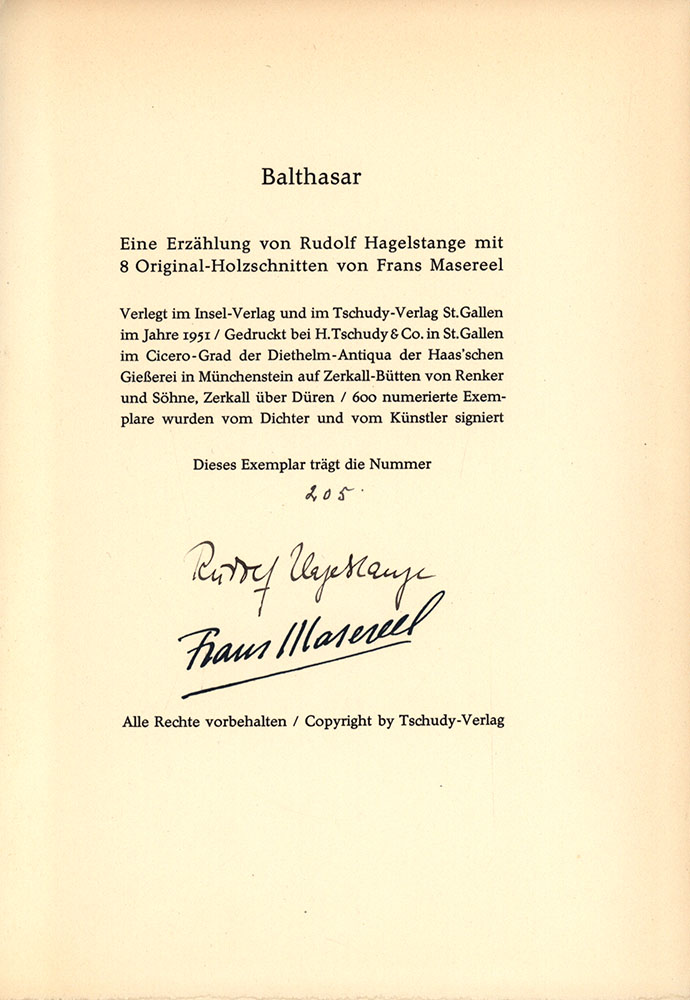 Balthasar
Eine Erzählung von Rudolf Hagelstange mit
8 Original-Holzschnitten von Frans Masereel
Verlegt im Insel-Verlag und im Tschudy-Verlag St.Gallen
im Jahre 1951 / Gedruckt bei H.Tschudy & Co. in St.Gallen
im Cicero-Grad der Diethelm-Antiqua der Haas'schen
Gießerei in Münchenstein auf Zerkall-Bütten von Renker
und Söhne, Zerkall über Düren / 600 numerierte Exem-
plare wurden vom Dichter und vom Künstler signiert
Dieses Exemplar trägt die Nummer
205.
Rudolf Hagelstange
Frans Masereel
Alle Rechte vorbehalten / Copyright by Tschudy-Verlag